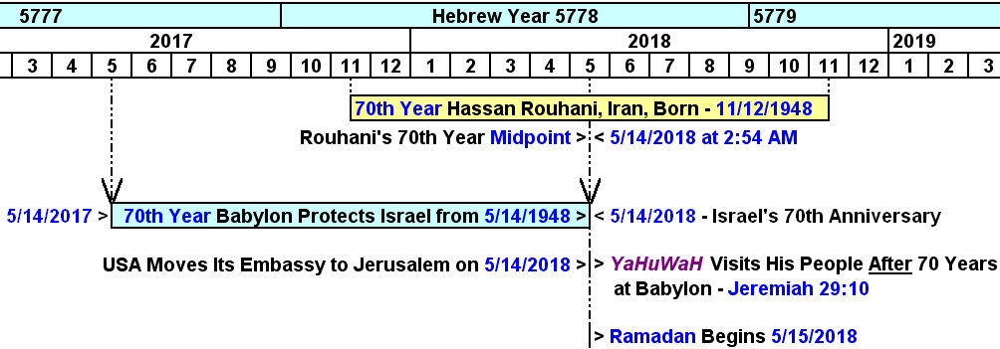 5777 Hebrew Year 5778 5779
2017 2018 2019
3 4 5 6 7 8 9 10 11 12 1 2 3 4 5 6 7 8 9 10 11 12 1 2 3
70th Year Hassan Rouhani, Iran, Born - 11/12/1948
Rouhani's 70th Year Midpoint > < 5/14/2018 at 2:54 AM
5/14/2017 > 70th Year Babylon Protects Israel from 5/14/1948 > < 5/14/2018 - Israel's 70th Anniversary
USA Moves Its Embassy to Jerusalem on 5/14/2018 > > YaHuWaH Visits His People After 70 Years
at Babylon - Jeremiah 29:10
> Ramadan Begins 5/15/2018